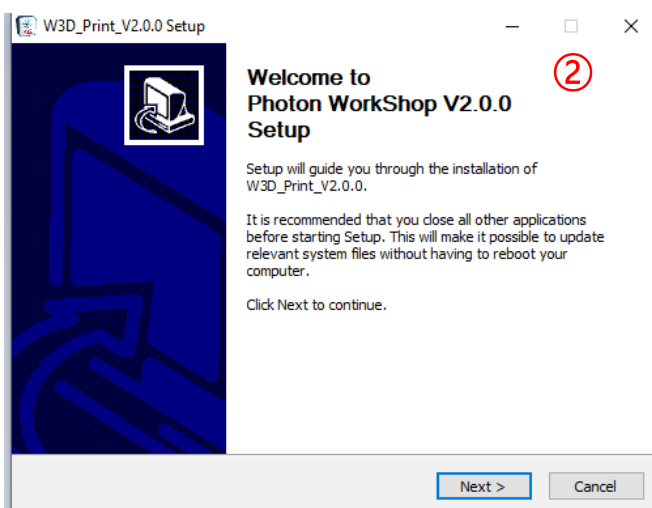 W3D_Print_V2.0.0 Setup
②
Welcome to
Photon WorkShop V2.0.0
Setup
Setup will guide you through the installation of
W3D_Print_V2.0.0.
It is recommended that you close all other applications
before starting Setup. This will make it possible to update
relevant system files without having to reboot your
computer.
Click Next to continue.
Next >
Cancel